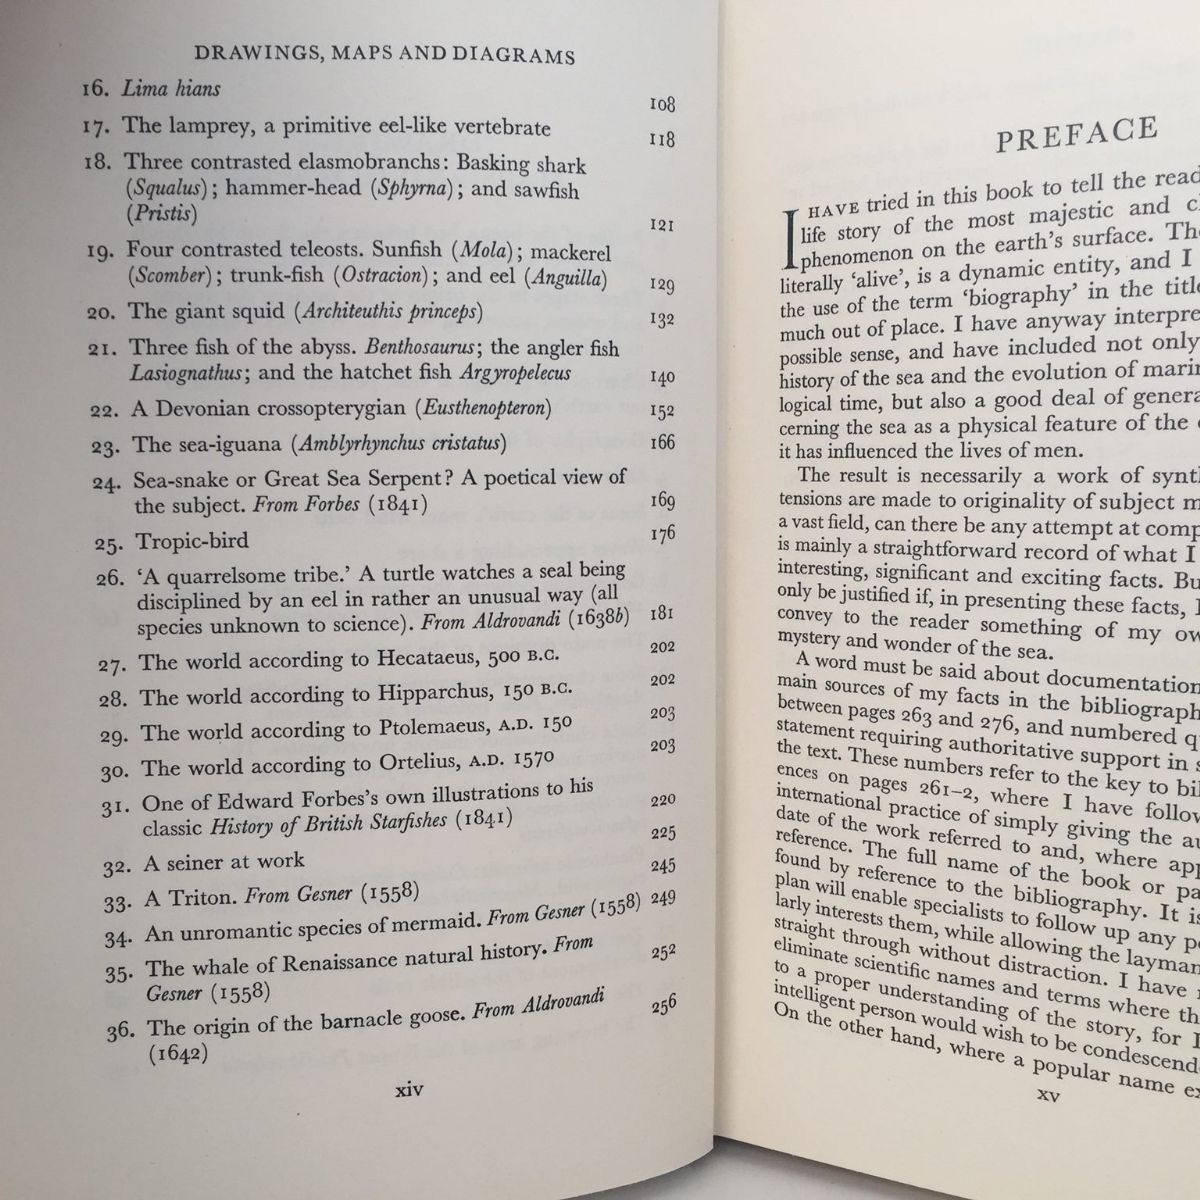 DRAWINGS, MAPS AND DIAGRAMS
16. Lima hians 108
17. The lamprey, a primitive eel-like vertebrate 118
18. Three contrasted elasmobranchs: Basking shark
(Squalus); hammer-head (Sphyrna); and sawfish
(Pristis) 121
19. Four contrasted teleosts. Sunfish (Mola); mackerel
(Scomber); trunk-fish (Ostracion); and eel (Anguilla) 129
20. The giant squid (Architeuthis princeps) 132
21. Three fish of the abyss. Benthosaurus; the angler fish
Lasiognathus; and the hatchet fish Argyropelecus 140
22. A Devonian crossopterygian (Eusthenopteron) 152
23. The sea-iguana (Amblyrhynchus cristatus) 166
24. Sea-snake or Great Sea Serpent? A poetical view of
the subject. From Forbes (1841) 169
25. Tropic-bird 176
26. ‘A quarrelsome tribe.’ A turtle watches a seal being
disciplined by an eel in rather an unusual way (all
species unknown to science). From Aldrovandi (1638b) 181
27. The world according to Hecataeus, 500 B.C. 202
28. The world according to Hipparchus, 150 B.C. 202
29. The world according to Ptolemaeus, A.D. 150 203
30. The world according to Ortelius, A.D. 1570 203
31. One of Edward Forbes’s own illustrations to his
classic History of British Starfishes (1841) 220
32. A seiner at work 225
33. A Triton. From Gesner (1558) 245
34. An unromantic species of mermaid. From Gesner (1558) 249
35. The whale of Renaissance natural history. From
Gesner (1558) 252
36. The origin of the barnacle goose. From Aldrovandi
(1642) 256
xiv
PREFACE
I HAVE tried in this book to tell the
life story of the most majestic and
phenomenon on the earth’s surface.
literally ‘alive’, is a dynamic entity, and I
the use of the term ‘biography’ in the
much out of place. I have anyway
possible sense, and have included not only
history of the sea and the evolution of
logical time, but also a good deal of
cerning the sea as a physical feature of the
it has influenced the lives of men.
The result is necessarily a work of
tensions are made to originality of subject
a vast field, can there be any attempt at
is mainly a straightforward record of what I
interesting, significant and exciting facts.
only be justified if, in presenting these facts,
convey to the reader something of my
mystery and wonder of the sea.
A word must be said about documentation
main sources of my facts in the
between pages 263 and 276, and numbered
statement requiring authoritative support in
the text. These numbers refer to the key to
ences on pages 261–2, where I have
international practice of simply giving the
date of the work referred to and, where
reference. The full name of the book or
found by reference to the bibliography. It
plan will enable specialists to follow up any
larly interests them, while allowing the layman
straight through without distraction. I have
eliminate scientific names and terms where
to a proper understanding of the story, for
intelligent person would wish to be
On the other hand, where a popular name
xv